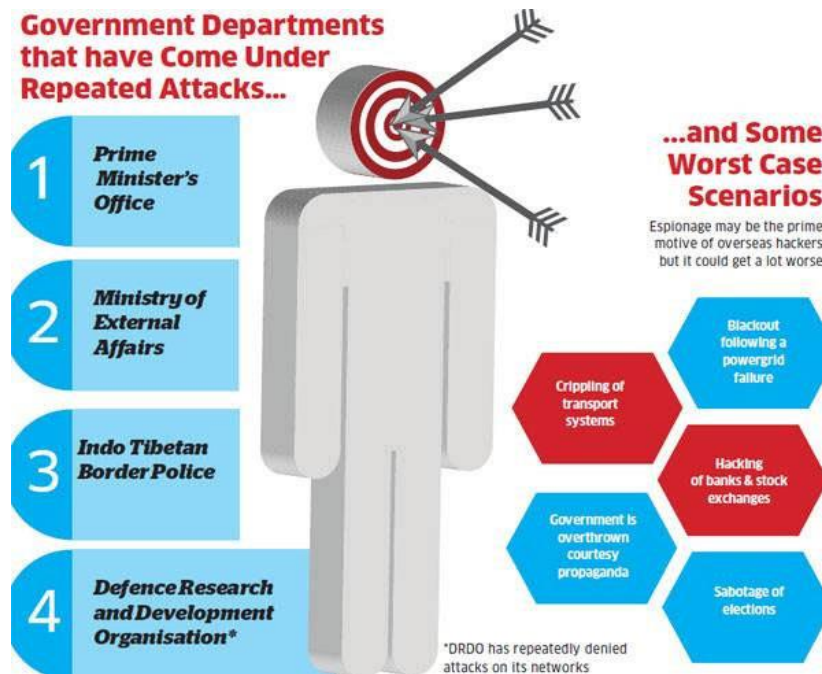 Government Departments
that have Come Under
Repeated Attacks...
1
Prime
Minister's
Office
2
Ministry of
External
Affairs
3
Indo Tibetan
Border Police
4
Defence Research
and Development
Organisation*
...and Some
Worst Case
Scenarios
Espionage may be the prime
motive of overseas hackers
but it could get a lot worse
Blackout
following a
powergrid
failure
Crippling of
transport
systems
Hacking
of banks & stock
exchanges
Government is
overthrown
courtesy
propaganda
Sabotage of
elections
*DRDO has repeatedly denied
attacks on its networks